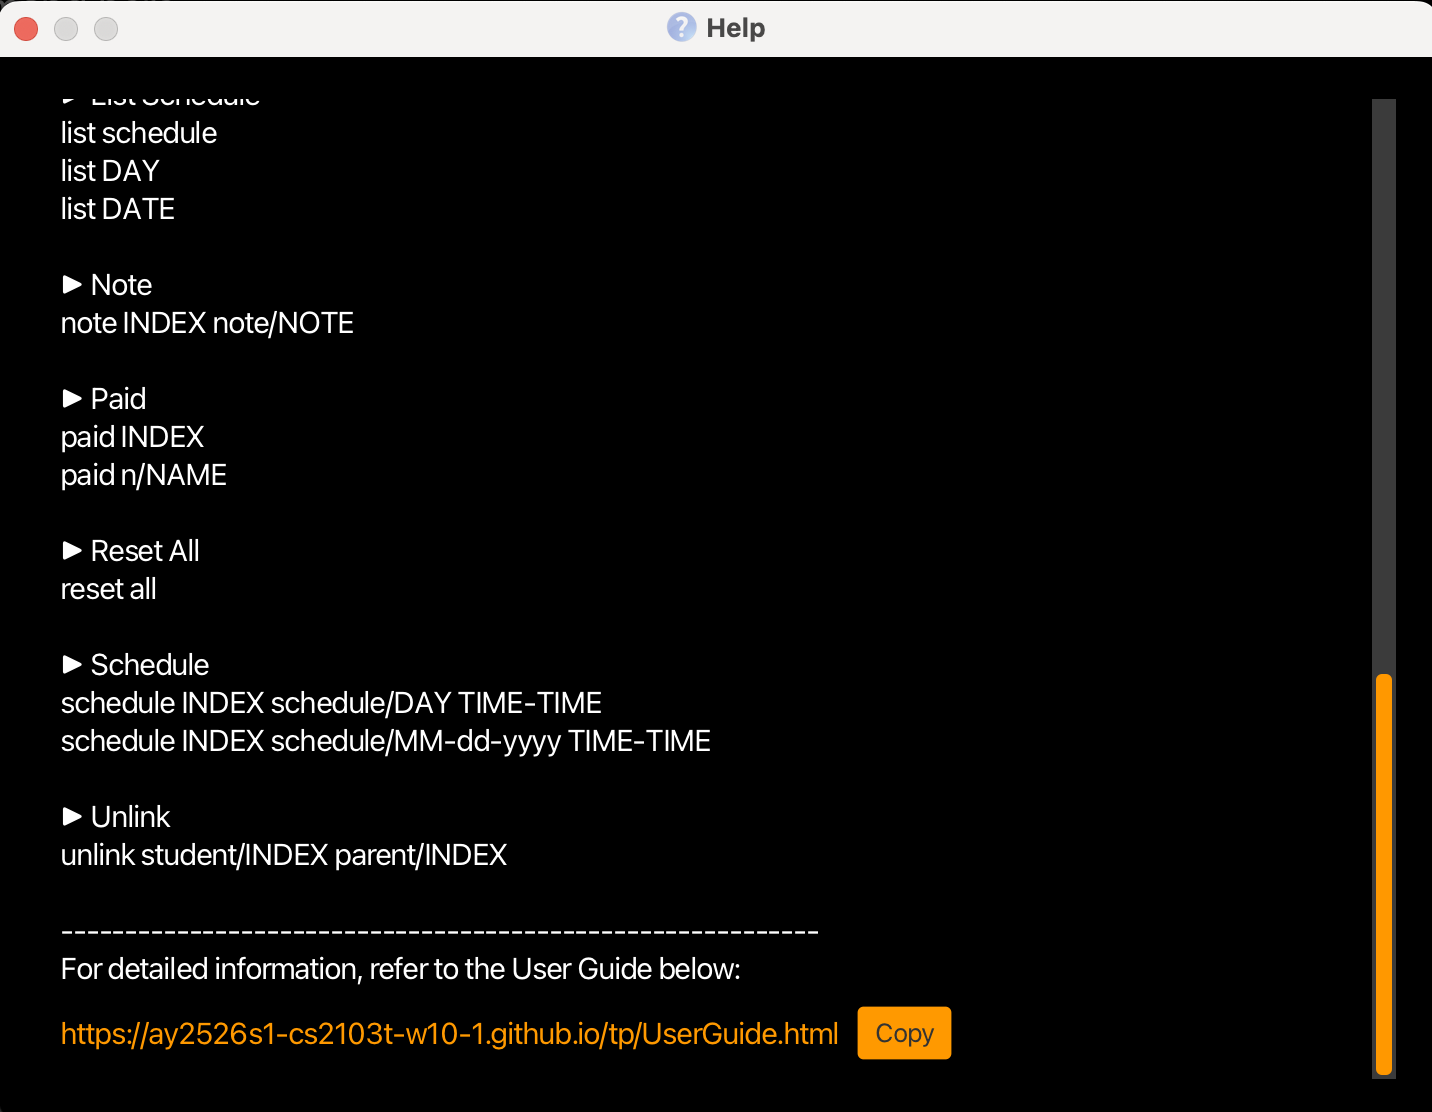 Help
▶ List Schedule
list schedule
list DAY
list DATE
▶ Note
note INDEX note/NOTE
▶ Paid
paid INDEX
paid n/NAME
▶ Reset All
reset all
▶ Schedule
schedule INDEX schedule/DAY TIME-TIME
schedule INDEX schedule/MM-dd-yyyy TIME-TIME
▶ Unlink
unlink student/INDEX parent/INDEX
------------------------------------------------------------
For detailed information, refer to the User Guide below:
https://ay2526s1-cs2103t-w10-1.github.io/tp/UserGuide.html
Copy